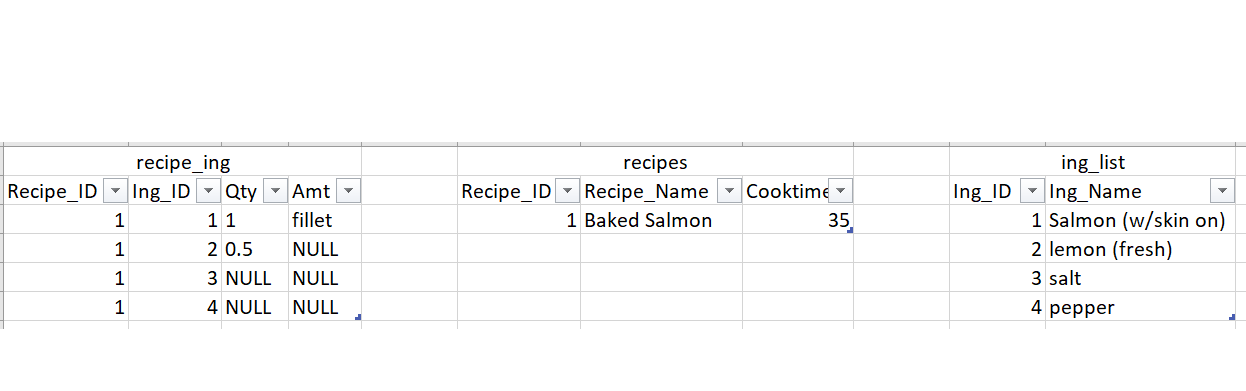 recipe_ing recipes ing_list
Recipe_ID Ing_ID Qty Amt Recipe_ID Recipe_Name Cooktime Ing_ID Ing_Name
1 1 1 fillet 1 Baked Salmon 35 1 Salmon (w/skin on)
1 2 0.5 NULL 2 lemon (fresh)
1 3 NULL NULL 3 salt
1 4 NULL NULL 4 pepper